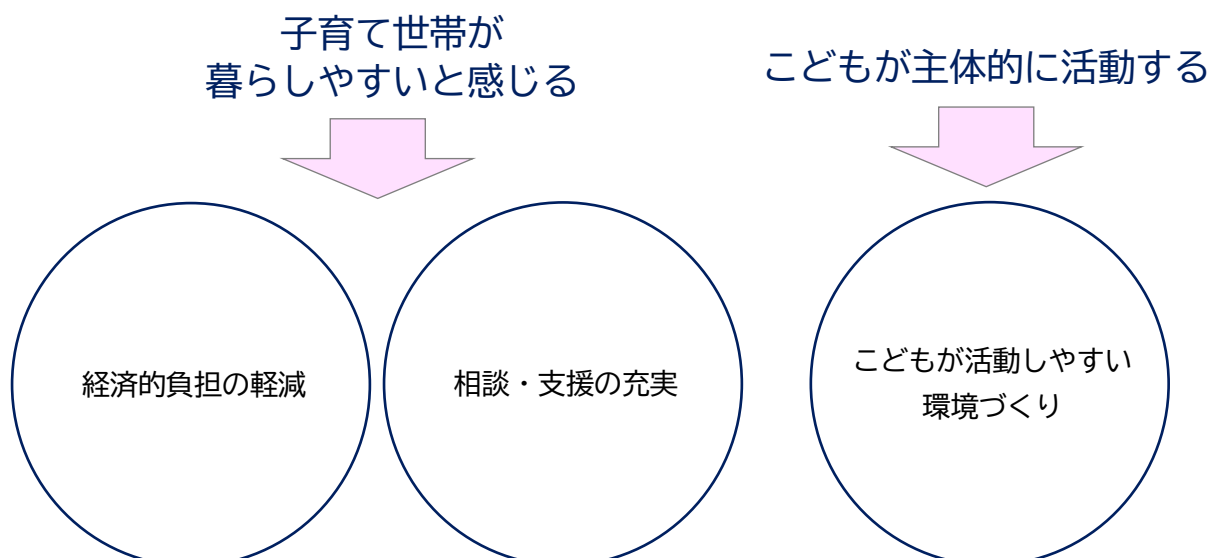 子育て世帯が
暮らしやすいと感じる
こどもが主体的に活動する
経済的負担の軽減
相談・支援の充実
こどもが活動しやすい
環境づくり